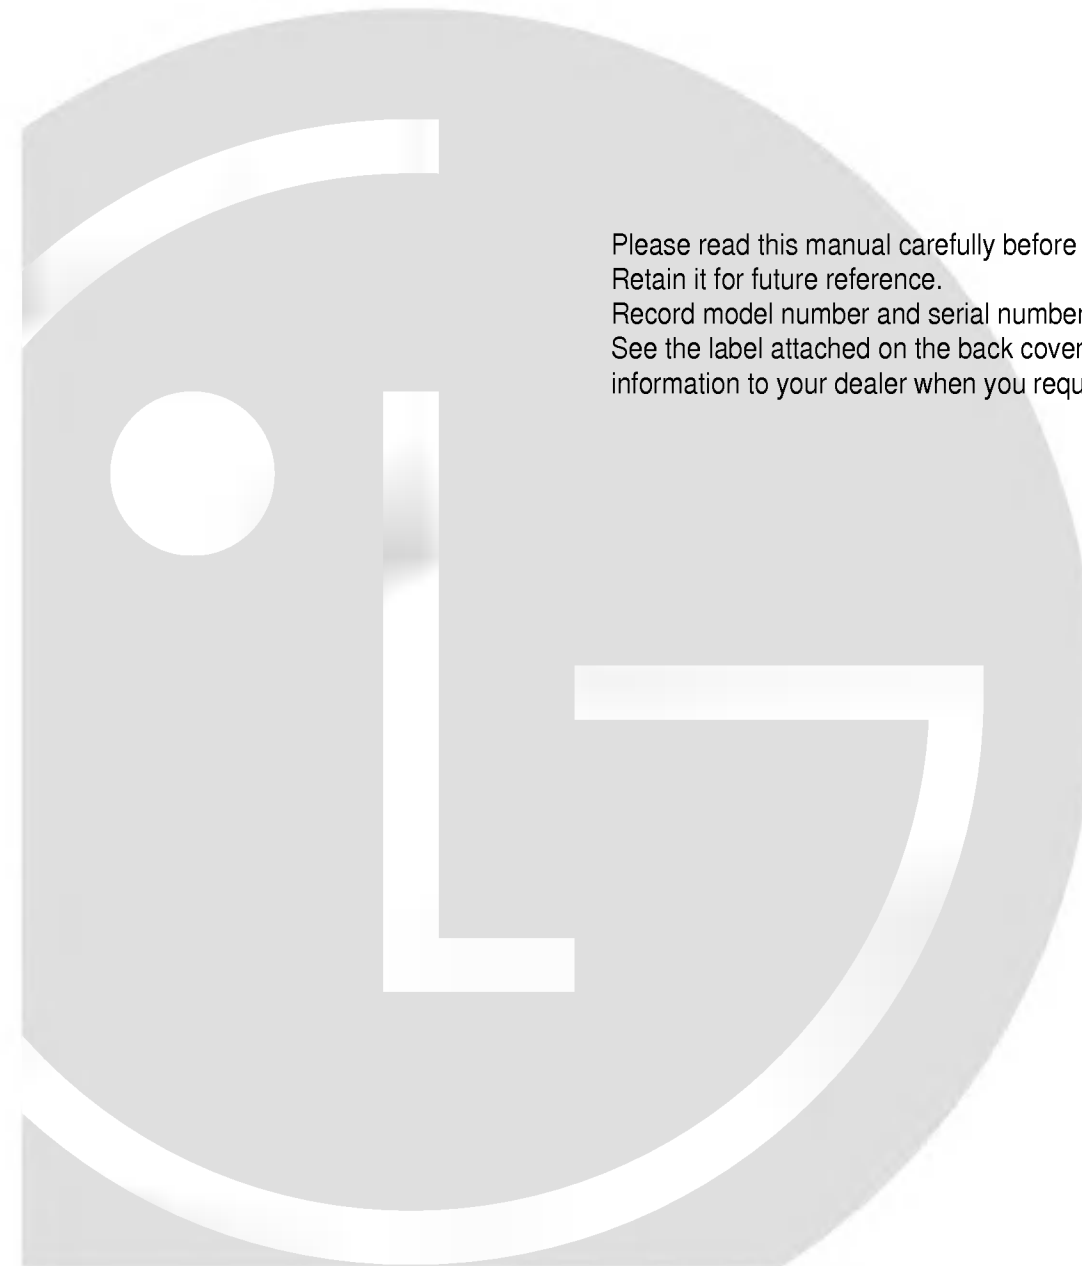 Please read this manual carefully before
Retain it for future reference.
Record model number and serial number
See the label attached on the back cover
information to your dealer when you requ
LG